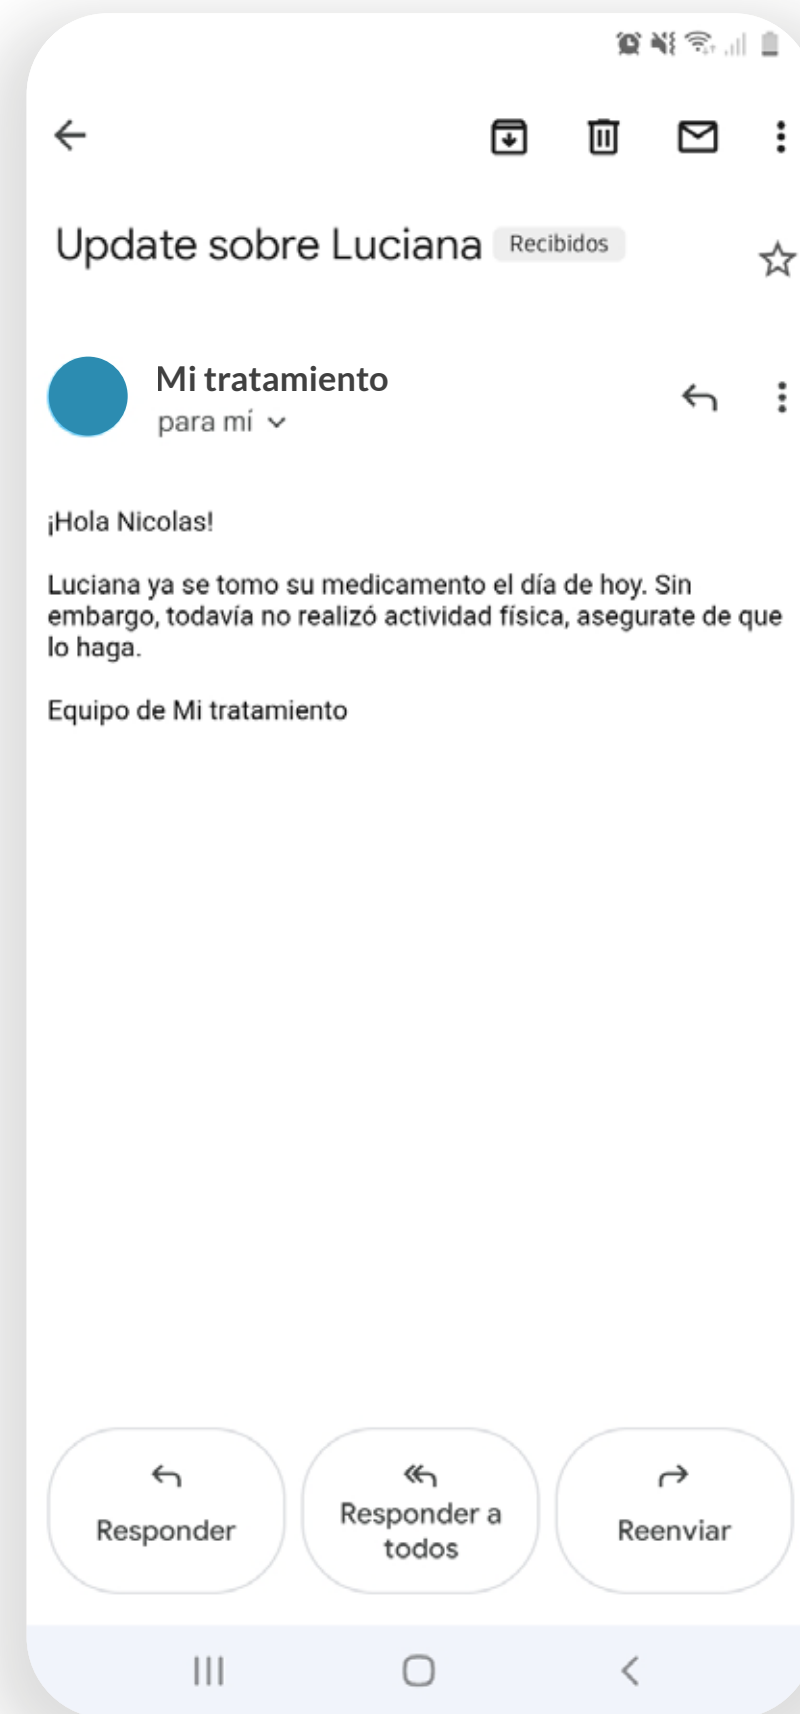 Update sobre Luciana Recibidos
Mi tratamiento
para mí
¡Hola Nicolas!
Luciana ya se tomo su medicamento el día de hoy. Sin
embargo, todavía no realizó actividad física, asegurate de que
lo haga.
Equipo de Mi tratamiento
Responder
Responder a
todos
Reenviar